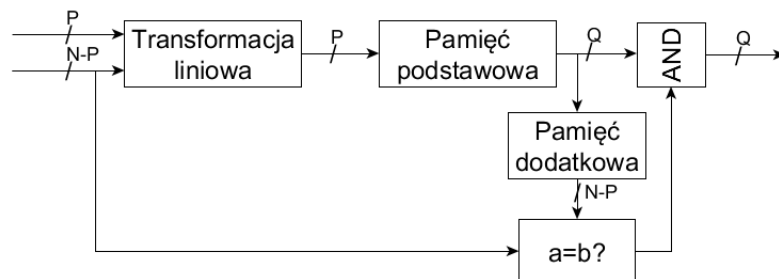 P
N-P
Transformacja
liniowa
P
Pamięć
podstawowa
Q
AND
Q
Pamięć
dodatkowa
N-P
a=b?